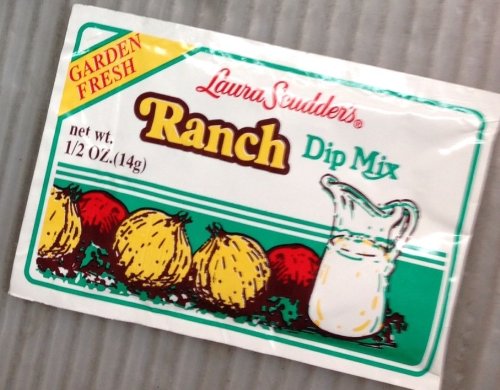 GARDEN
FRESH
Laura Scudder's®
Ranch Dip Mix
net wt.
1/2 OZ.(14g)